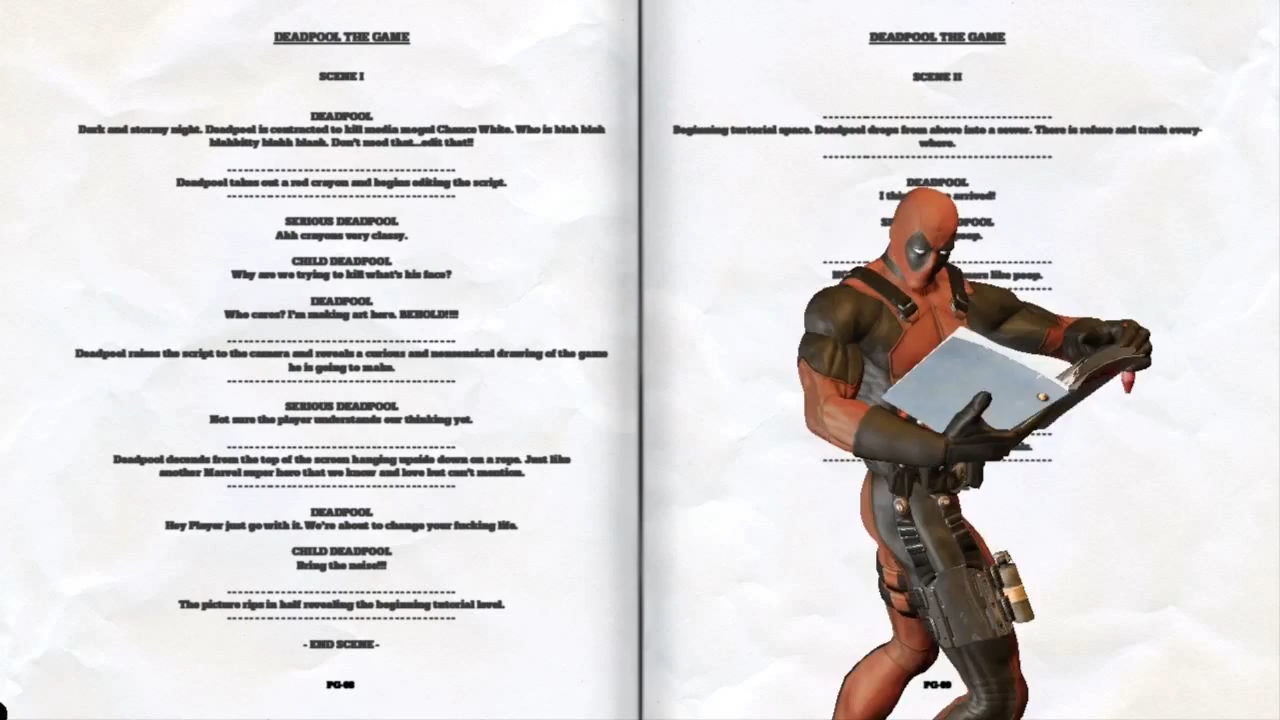 DEADPOOL THE GAME
SCENE I
DEADPOOL
Dark and stormy night. Deadpool is contracted to kill media mogul Chance White. Who is blah blah
blahbitty blahh blank. Don't need that...edit that!!
Deadpool takes out a red crayon and begins editing the script.
SERIOUS DEADPOOL
Ahh crayons very classy.
CHILD DEADPOOL
Why are we trying to kill what's his face?
DEADPOOL
Who cares? I'm making art here. BEHOLD!!!!
Deadpool raises the script to the camera and reveals a curious and nonsensical drawing of the game
he is going to make.
SERIOUS DEADPOOL
Not sure the player understands our thinking yet.
Deadpool decends from the top of the screen hanging upside down on a rope. Just like
another Marvel super hero that we know and love but can't mention.
DEADPOOL
Hey Player just go with it. We're about to change your fucking life.
CHILD DEADPOOL
Bring the noise!!!
The picture rips in half revealing the beginning tutorial level.
- END SCENE -
DEADPOOL THE GAME
SCENE II
Beginning turtorial space. Deadpool drops from above into a sewer. There is refuse and trash every-
where.
DEADPOOL
I arrived!
poop.
like poop.